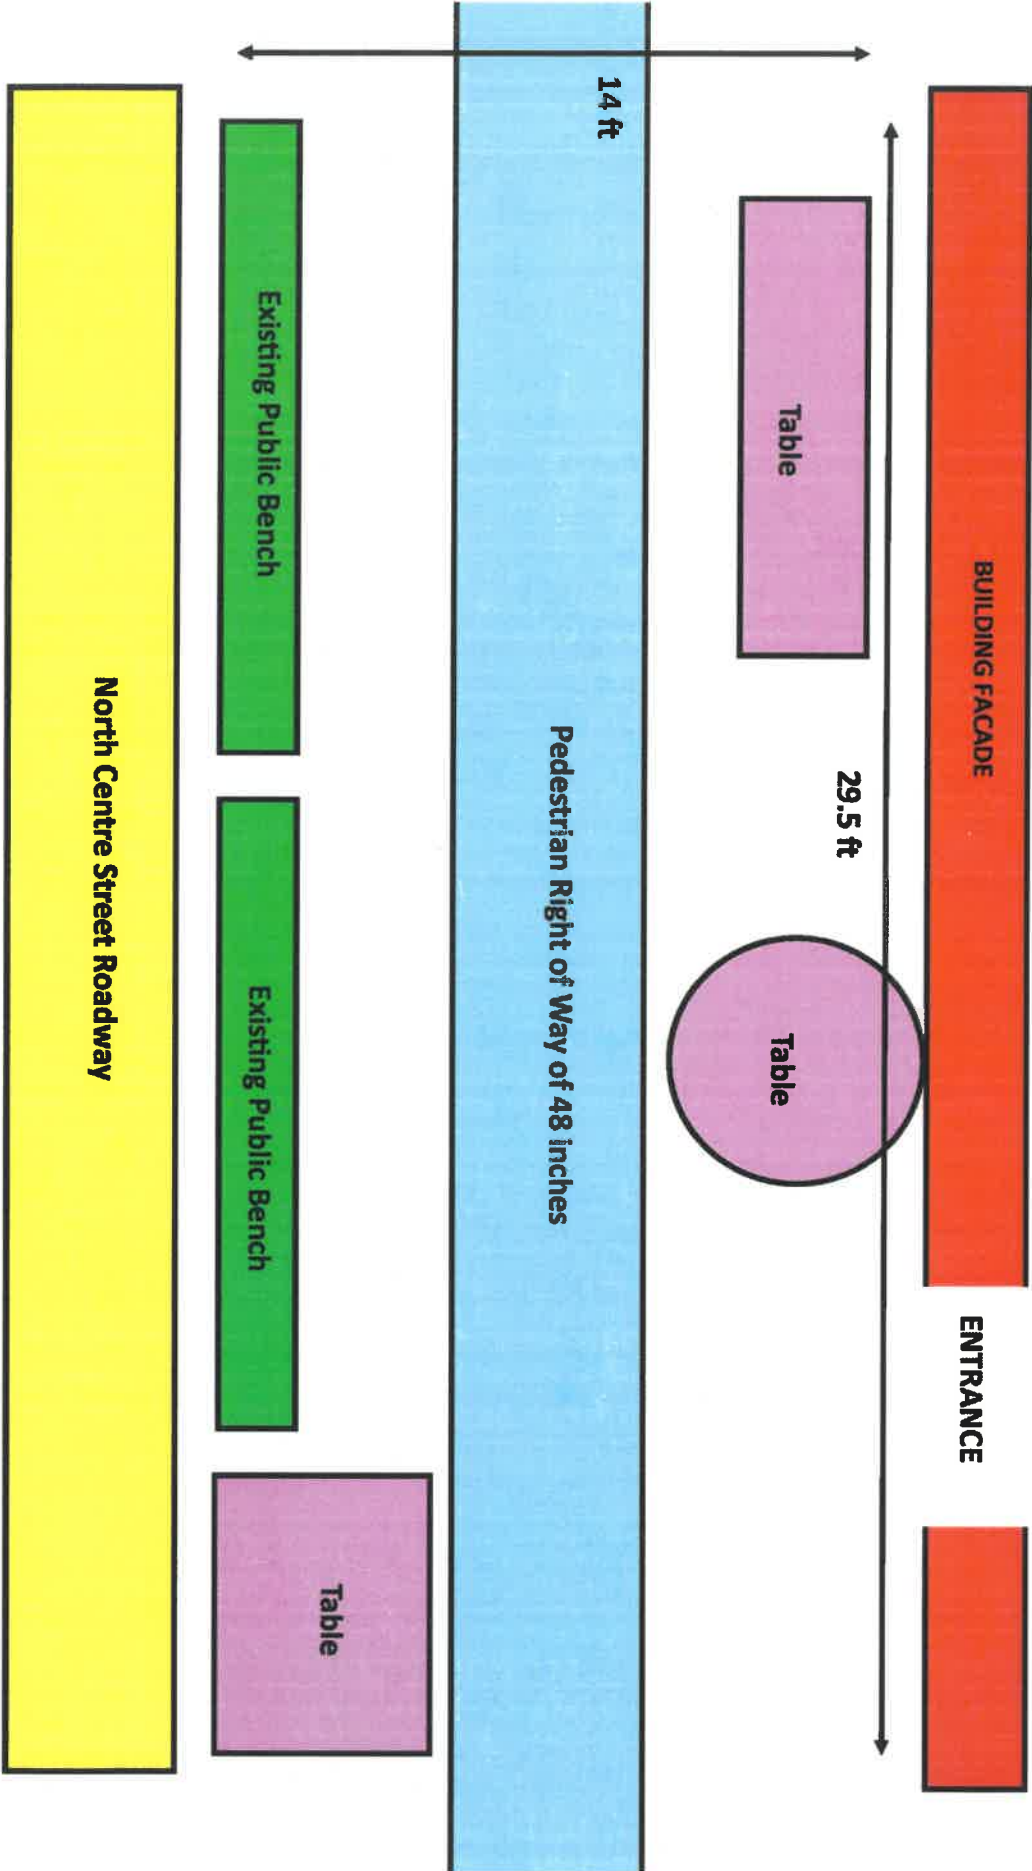 BUILDING FACADE
ENTRANCE
29.5 ft
Table
Table
14 ft
Pedestrian Right of Way of 48 inches
Existing Public Bench
Existing Public Bench
Table
North Centre Street Roadway